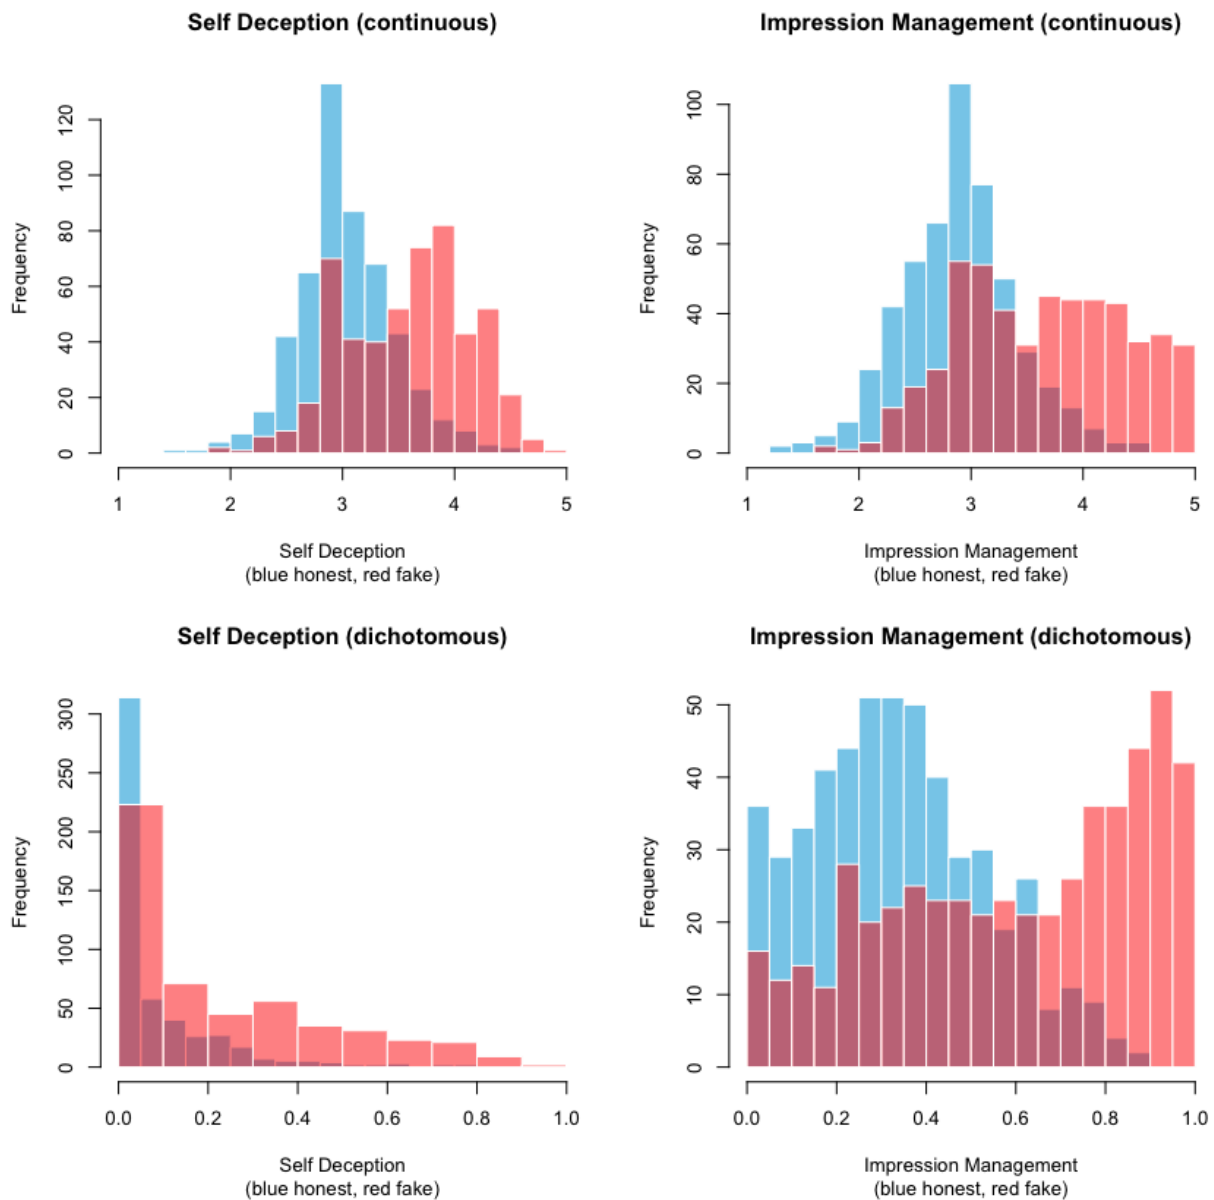 Self Deception (continuous)
Frequency
0 20 40 60 80 100 120
1 2 3 4 5
Self Deception
(blue honest, red fake)
Impression Management (continuous)
Frequency
0 20 40 60 80 100
1 2 3 4 5
Impression Management
(blue honest, red fake)
Self Deception (dichotomous)
Frequency
0 50 100 150 200 250 300
0.0 0.2 0.4 0.6 0.8 1.0
Self Deception
(blue honest, red fake)
Impression Management (dichotomous)
Frequency
0 10 20 30 40 50
0.0 0.2 0.4 0.6 0.8 1.0
Impression Management
(blue honest, red fake)